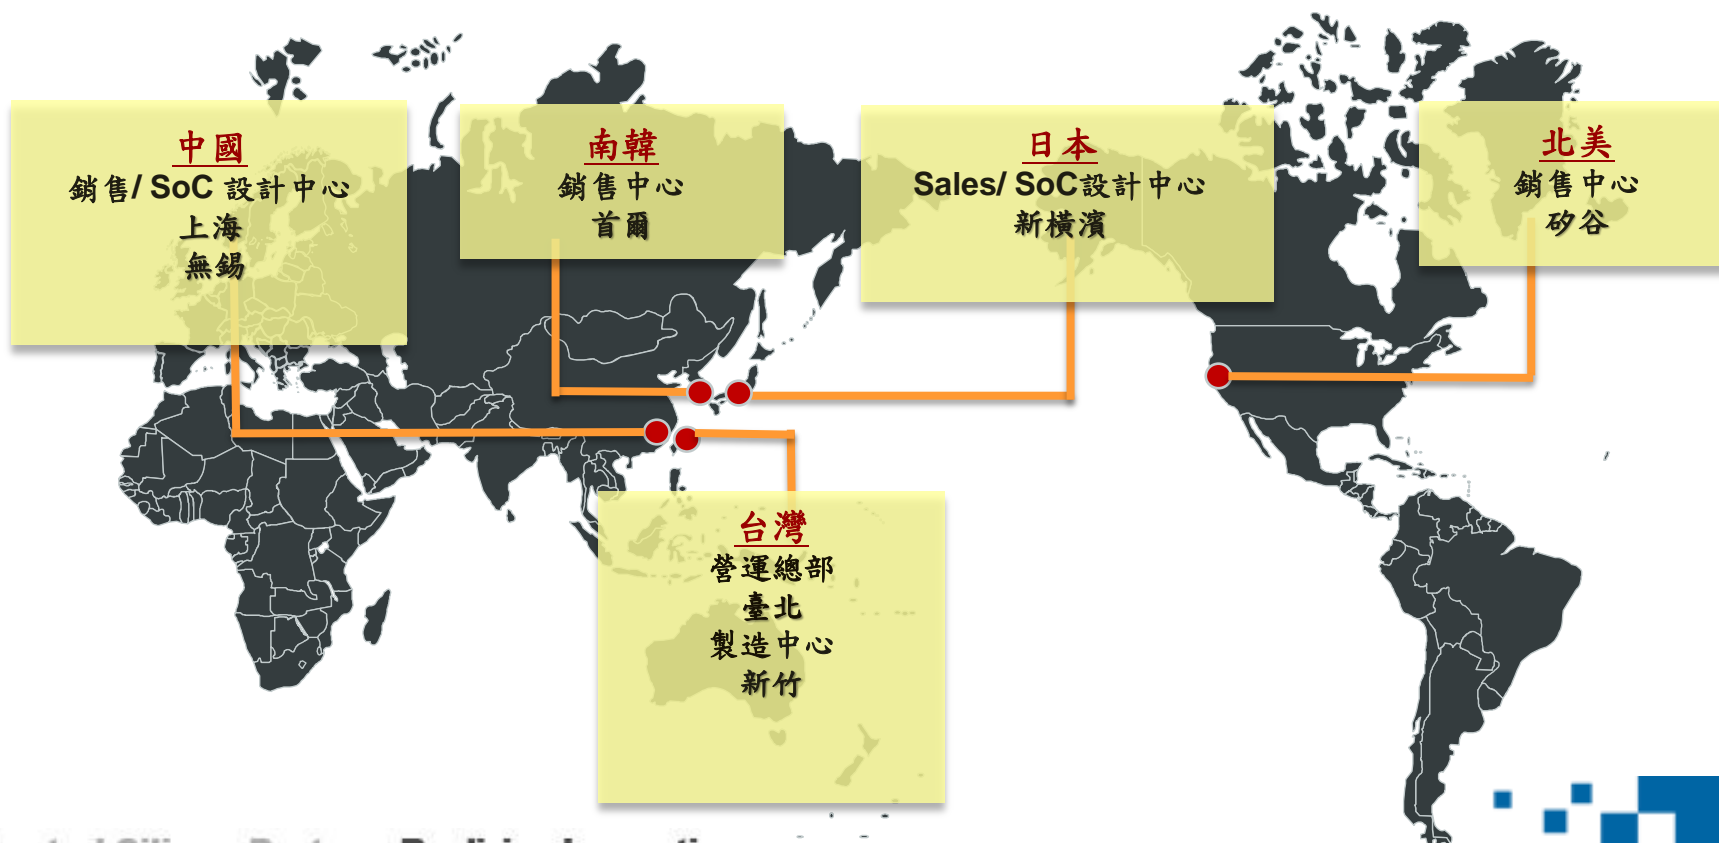 中國
銷售/ SoC 設計中心
上海
無錫
南韓
銷售中心
首爾
日本
Sales/ SoC設計中心
新橫濱
北美
銷售中心
矽谷
台灣
營運總部
臺北
製造中心
新竹